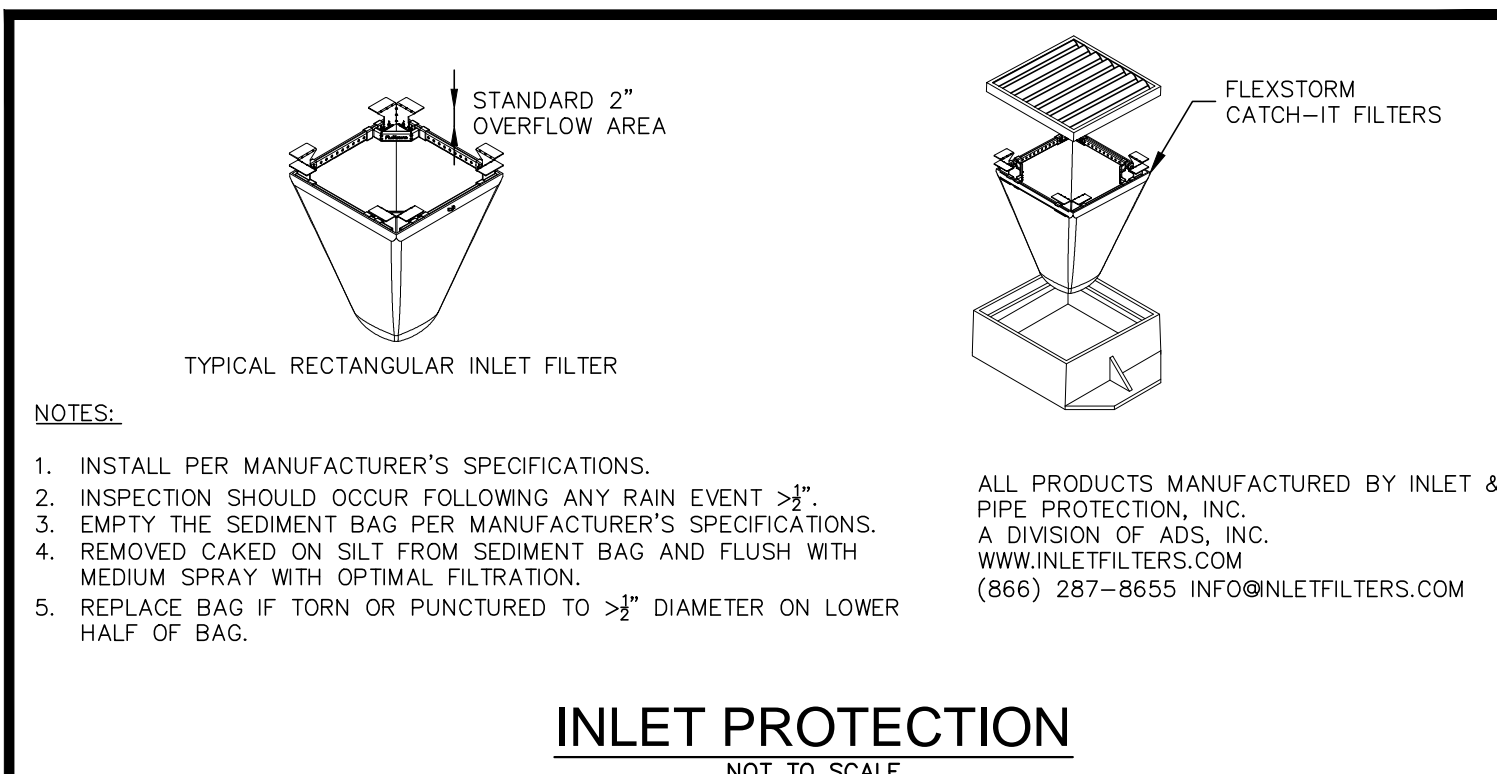 STANDARD 2"
OVERFLOW AREA
TYPICAL RECTANGULAR INLET FILTER
FLEXSTORM
CATCH-IT FILTERS
NOTES:
1. INSTALL PER MANUFACTURER'S SPECIFICATIONS.
2. INSPECTION SHOULD OCCUR FOLLOWING ANY RAIN EVENT >½".
3. EMPTY THE SEDIMENT BAG PER MANUFACTURER'S SPECIFICATIONS.
4. REMOVED CAKED ON SILT FROM SEDIMENT BAG AND FLUSH WITH
MEDIUM SPRAY WITH OPTIMAL FILTRATION.
5. REPLACE BAG IF TORN OR PUNCTURED TO >½" DIAMETER ON LOWER
HALF OF BAG.
ALL PRODUCTS MANUFACTURED BY INLET &
PIPE PROTECTION, INC.
A DIVISION OF ADS, INC.
WWW.INLETFILTERS.COM
(866) 287-8655 INFO@INLETFILTERS.COM
INLET PROTECTION
NOT TO SCALE